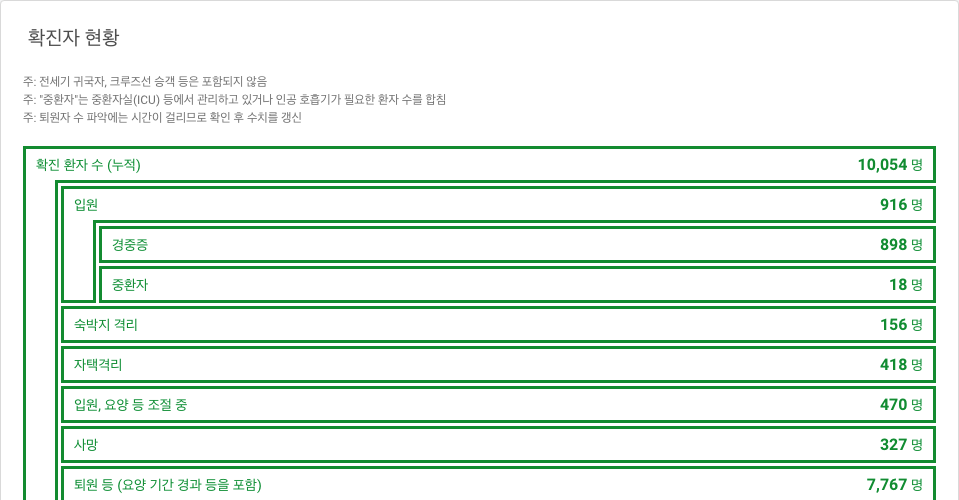 확진자 현황
주: 전세기 귀국자, 크루즈선 승객 등은 포함되지 않음
주: "중환자"는 중환자실(ICU) 등에서 관리하고 있거나 인공 호흡기가 필요한 환자 수를 합침
주: 퇴원자 수 파악에는 시간이 걸리므로 확인 후 수치를 갱신
확진 환자 수 (누적) 10,054 명
입원 916 명
경중증 898 명
중환자 18 명
숙박지 격리 156 명
자택격리 418 명
입원, 요양 등 조절 중 470 명
사망 327 명
퇴원 등 (요양 기간 경과 등을 포함) 7,767 명